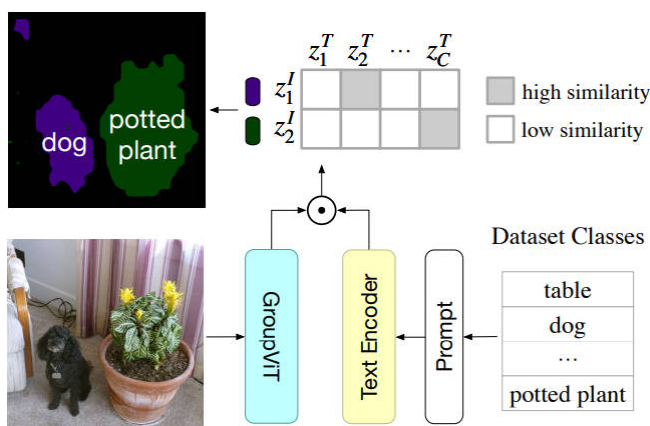 z_1^T z_2^T ⋯ z_C^T
z_1^I
z_2^I
high similarity
low similarity
dog
potted
plant
Dataset Classes
GroupViT
Text Encoder
Prompt
table
dog
⋯
potted plant